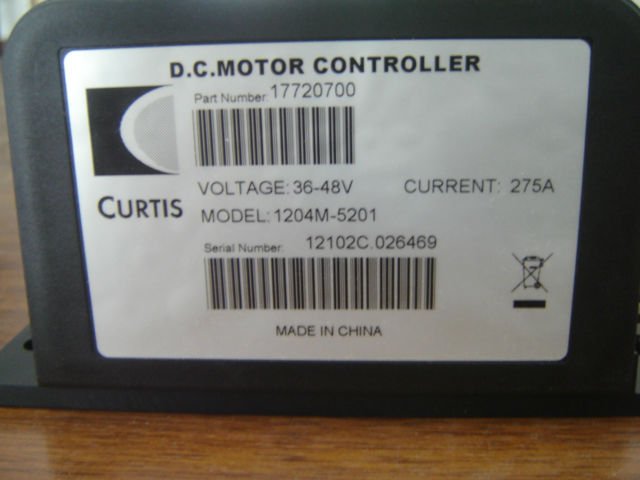 D.C.MOTOR CONTROLLER
Part Number: 17720700
CURTIS
VOLTAGE: 36-48V CURRENT: 275A
MODEL: 1204M-5201
Serial Number: 12102C.026469
MADE IN CHINA